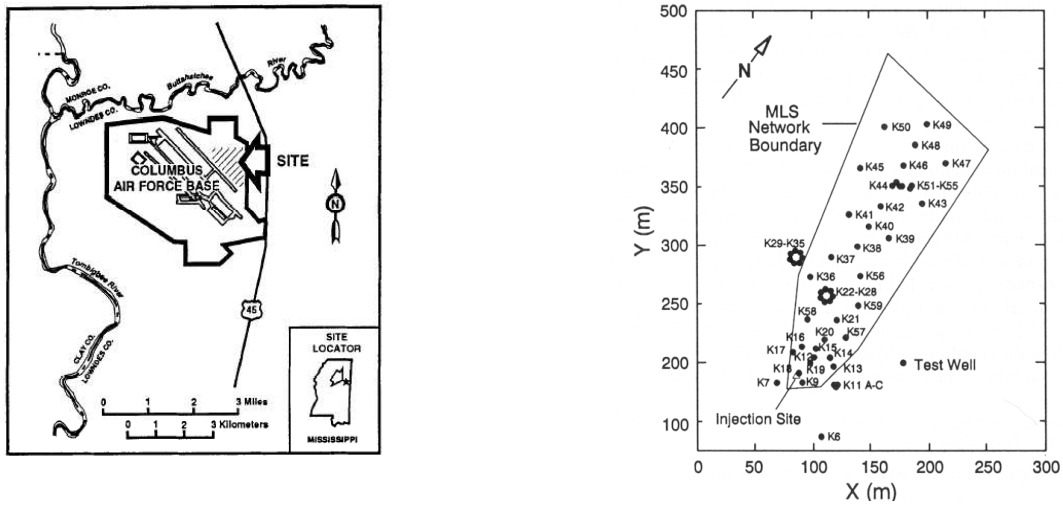 Buttahatchee
River
MONROE CO.
LOWNDES CO.
SITE
COLUMBUS
AIR FORCE BASE
N
Tombigbee River
45
CLAY CO.
LOWNDES CO.
SITE
LOCATOR
MISSISSIPPI
0 1 2 3 Miles
0 1 2 3 Kilometers
500
450
400
350
300
250
200
100
Y (m)
0 50 100 150 200 250 300
X (m)
N
MLS
Network
Boundary
K50
K49
K48
K45
K46
K47
K44
K51-K55
K42
K43
K41
K40
K39
K29-K35
K38
K37
K36
K56
K22-K28
K59
K58
K21
K20
K57
K16
K15
K17
K12
K14
K18
K19
K13
Test Well
K7
K9
K11 A-C
Injection Site
K6